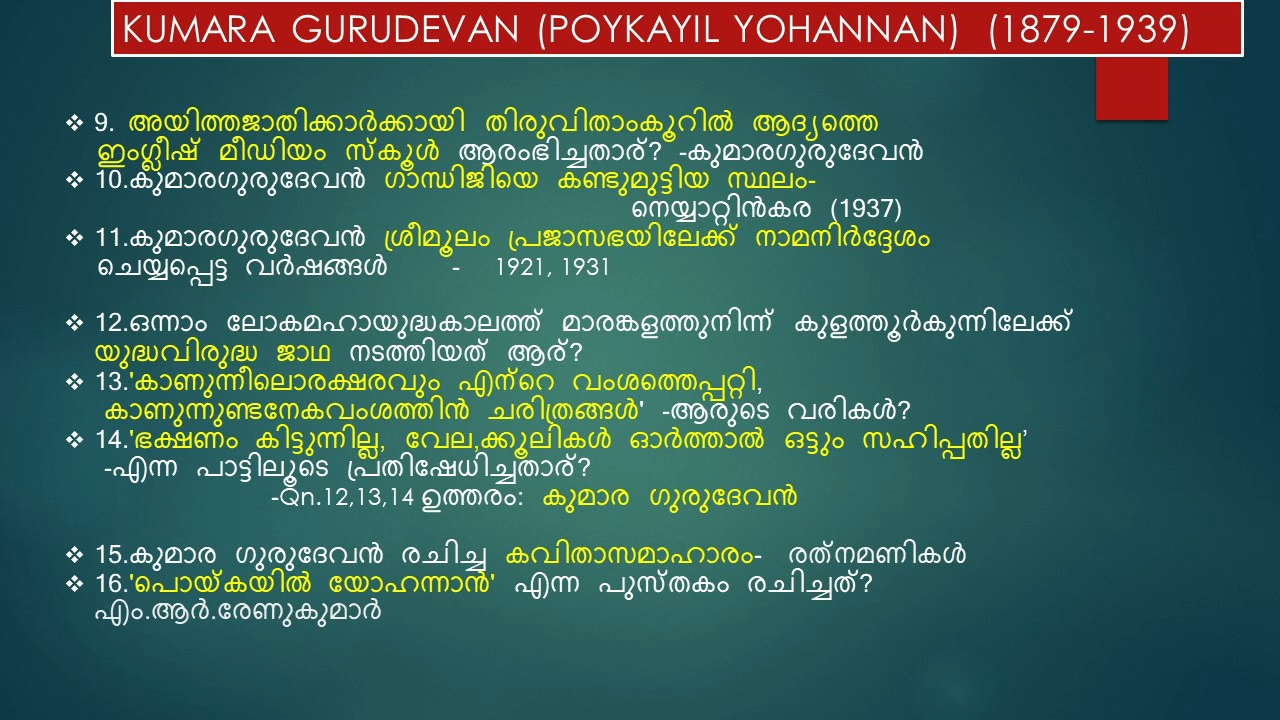 KUMARA GURUDEVAN (POYKAYIL YOHANNAN) (1879-1939)
❖ 9. അയിത്തജാതിക്കാർക്കായി തിരുവിതാംകൂറിൽ ആദ്യത്തെ
ഇംഗ്ലീഷ് മീഡിയം സ്കൂൾ ആരംഭിച്ചതാര്? -കുമാരഗുരുദേവൻ
❖ 10.കുമാരഗുരുദേവൻ ഗാന്ധിജിയെ കണ്ടുമുട്ടിയ സ്ഥലം-
നെയ്യാറ്റിൻകര (1937)
❖ 11.കുമാരഗുരുദേവൻ ശ്രീമൂലം പ്രജാസഭയിലേക്ക് നാമനിർദ്ദേശം
ചെയ്യപ്പെട്ട വർഷങ്ങൾ - 1921, 1931
❖ 12.ഒന്നാം ലോകമഹായുദ്ധകാലത്ത് മാരങ്കളത്തുനിന്ന് കുളത്തൂർകുന്നിലേക്ക്
യുദ്ധവിരുദ്ധ ജാഥ നടത്തിയത് ആര്?
❖ 13.'കാണുന്നീലൊരക്ഷരവും എന്റെ വംശത്തെപ്പറ്റി,
കാണുന്നുണ്ടനേകവംശത്തിൻ ചരിത്രങ്ങൾ' -ആരുടെ വരികൾ?
❖ 14.'ഭക്ഷണം കിട്ടുന്നില്ല, വേല,ക്കൂലികൾ ഓർത്താൽ ഒട്ടും സഹിപ്പതില്ല’
-എന്ന പാട്ടിലൂടെ പ്രതിഷേധിച്ചതാര്?
-Qn.12,13,14 ഉത്തരം: കുമാര ഗുരുദേവൻ
❖ 15.കുമാര ഗുരുദേവൻ രചിച്ച കവിതാസമാഹാരം- രത്നമണികൾ
❖ 16.'പൊയ്കയിൽ യോഹന്നാൻ' എന്ന പുസ്തകം രചിച്ചത്?
എം.ആർ.രേണുകുമാർ